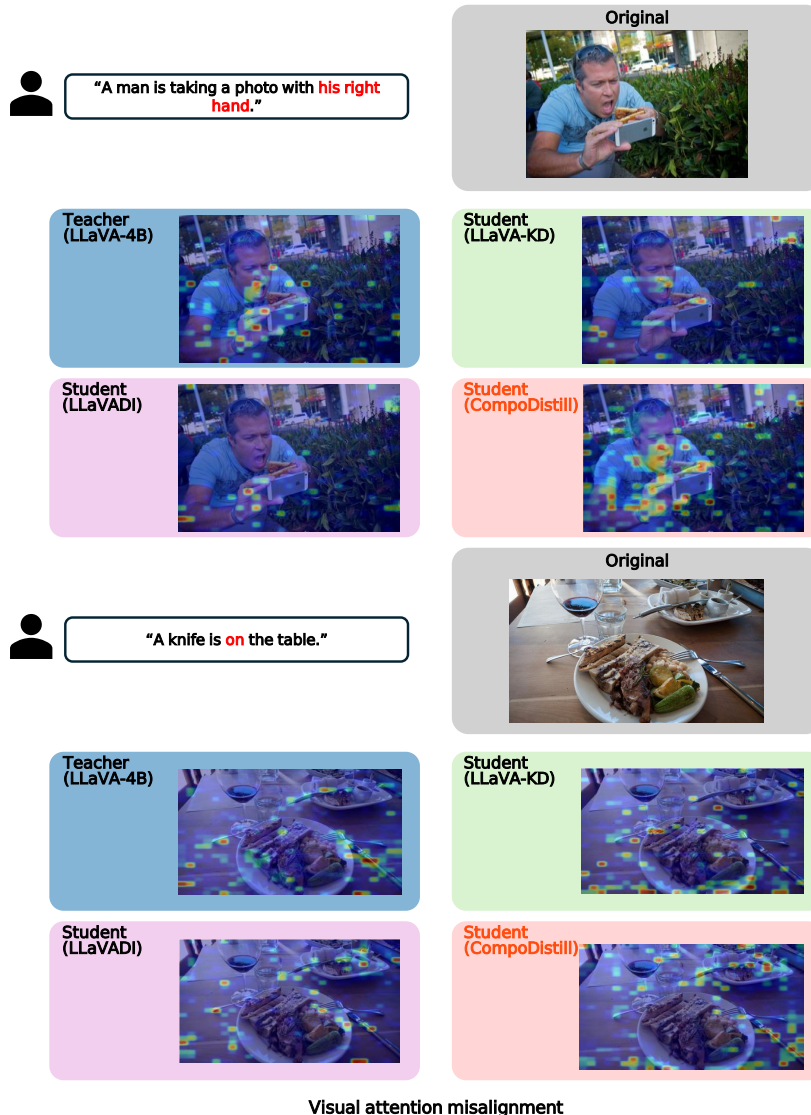 Original
“A man is taking a photo with his right
hand.”
Teacher
(LLaVA-4B)
Student
(LLaVA-KD)
Student
(LLaVADI)
Student
(CompoDistill)
Original
“A knife is on the table.”
Teacher
(LLaVA-4B)
Student
(LLaVA-KD)
Student
(LLaVADI)
Student
(CompoDistill)
Visual attention misalignment